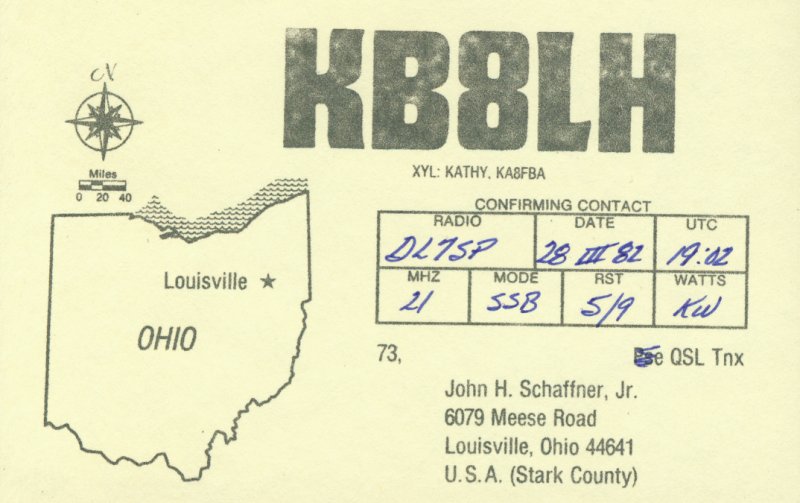 N
KB8LH
XYL: KATHY, KA8FBA
Miles
0 20 40
CONFIRMING CONTACT
RADIO DATE UTC
DL7SP 28 III 82 19:02
MHZ MODE RST WATTS
21 SSB 5/9 KW
Louisville
OHIO
73, QSL Tnx
John H. Schaffner, Jr.
6079 Meese Road
Louisville, Ohio 44641
U.S.A. (Stark County)